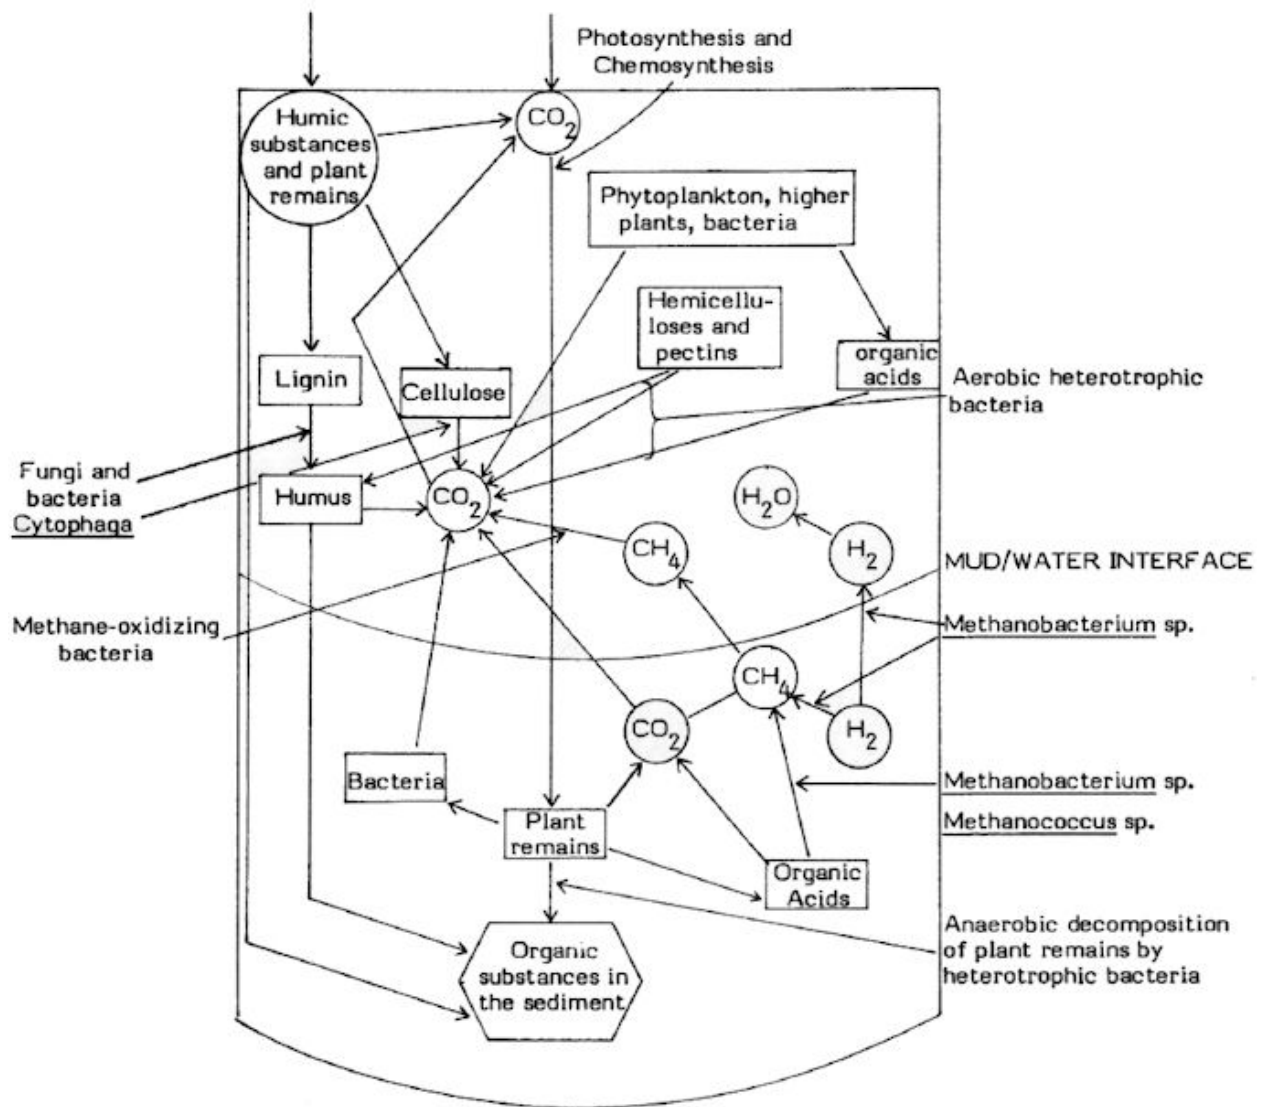 Photosynthesis and
Chemosynthesis
Humic
substances
and plant
remains
CO2
Phytoplankton, higher
plants, bacteria
Hemicellu-
loses and
pectins
organic
acids
Lignin
Cellulose
Aerobic heterotrophic
bacteria
Fungi and
bacteria
Cytophaga
Humus
CO2
H2O
CH4
H2
MUD/WATER INTERFACE
Methane-oxidizing
bacteria
Methanobacterium sp.
CH4
CO2
H2
Bacteria
Methanobacterium sp.
Plant
remains
Methanococcus sp.
Organic
Acids
Anaerobic decomposition
of plant remains by
heterotrophic bacteria
Organic
substances in
the sediment